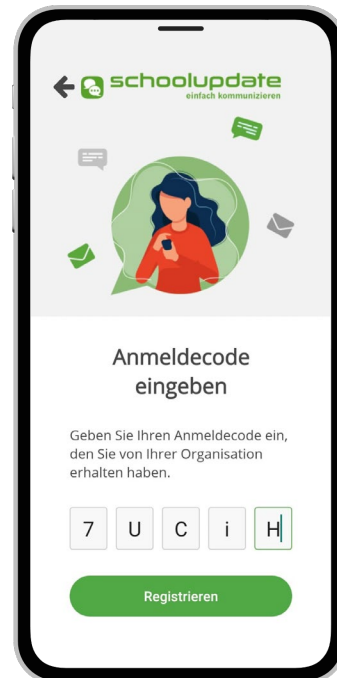 schoolupdate
einfach kommunizieren
Anmeldecode
eingeben
Geben Sie Ihren Anmeldecode ein,
den Sie von Ihrer Organisation
erhalten haben.
7 U C i H
Registrieren